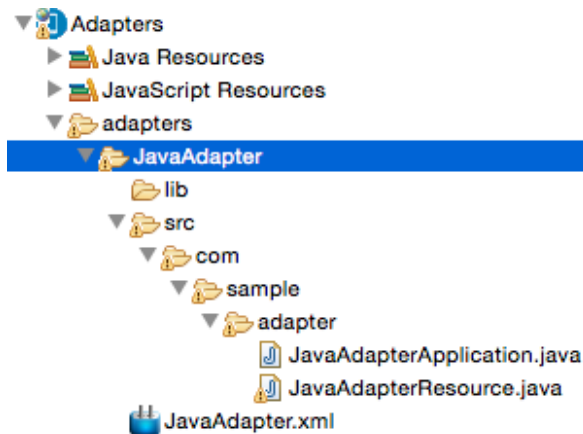 Adapters
Java Resources
JavaScript Resources
adapters
JavaAdapter
lib
src
com
sample
adapter
JavaAdapterApplication.java
JavaAdapterResource.java
JavaAdapter.xml